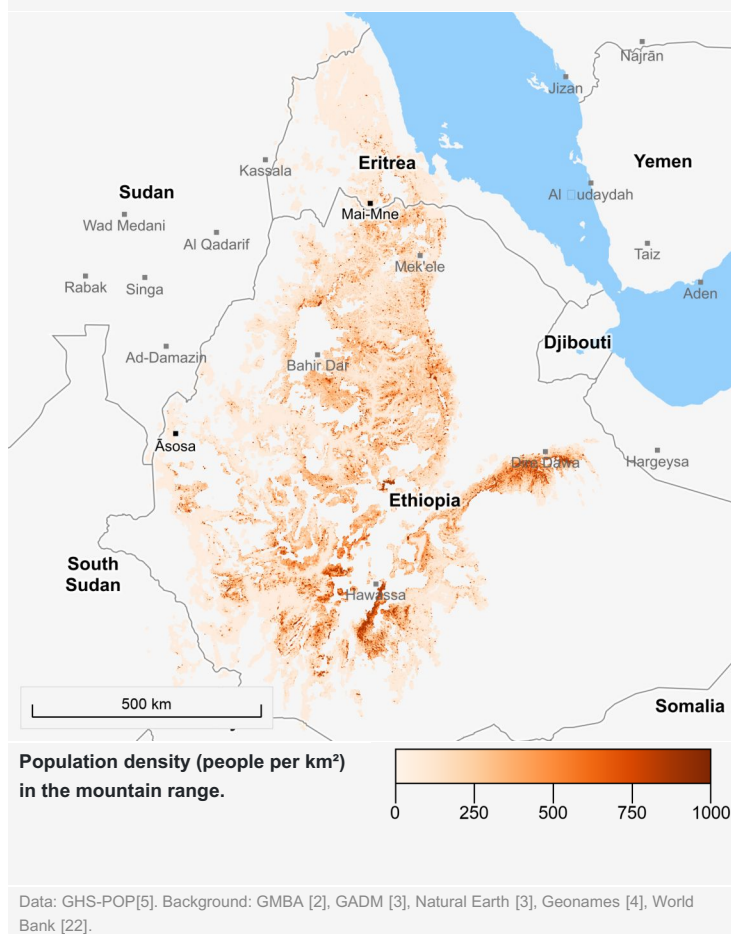 Najrān
Jizan
Eritrea
Yemen
Kassala
Sudan
Al udaydah
Mai-Mne
Wad Medani
Al Qadarif
Taiz
Mek'ele
Rabak
Singa
Aden
Djibouti
Ad-Damazin
Bahir Dar
Āsosa
Dire Dawa
Hargeysa
Ethiopia
South
Sudan
Hawassa
500 km
Somalia
Population density (people per km²)
in the mountain range.
0 250 500 750 1000
Data: GHS-POP[5]. Background: GMBA [2], GADM [3], Natural Earth [3], Geonames [4], World
Bank [22].